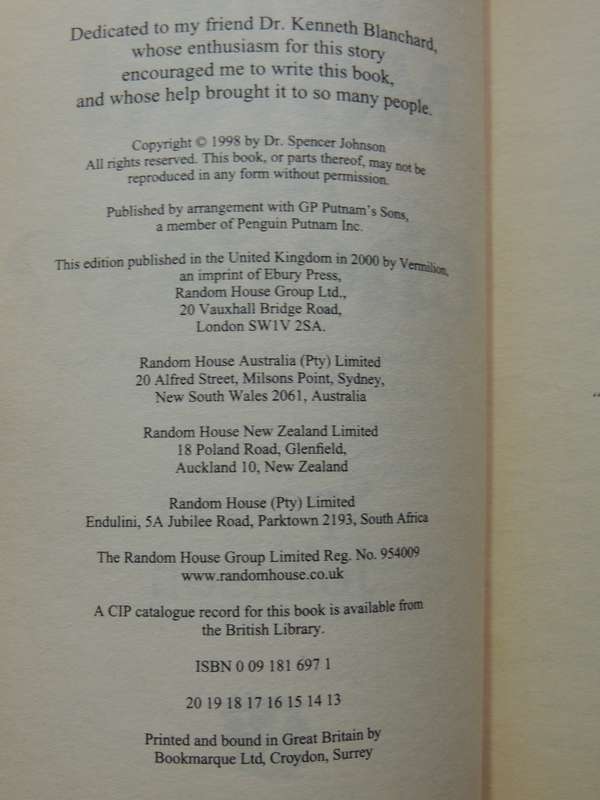 Dedicated to my friend Dr. Kenneth Blanchard,
whose enthusiasm for this story
encouraged me to write this book,
and whose help brought it to so many people.
Copyright © 1998 by Dr. Spencer Johnson
All rights reserved. This book, or parts thereof, may not be
reproduced in any form without permission.
Published by arrangement with GP Putnam's Sons,
a member of Penguin Putnam Inc.
This edition published in the United Kingdom in 2000 by Vermilion,
an imprint of Ebury Press,
Random House Group Ltd.,
20 Vauxhall Bridge Road,
London SW1V 2SA.
Random House Australia (Pty) Limited
20 Alfred Street, Milsons Point, Sydney,
New South Wales 2061, Australia
Random House New Zealand Limited
18 Poland Road, Glenfield,
Auckland 10, New Zealand
Random House (Pty) Limited
Endulini, 5A Jubilee Road, Parktown 2193, South Africa
The Random House Group Limited Reg. No. 954009
www.randomhouse.co.uk
A CIP catalogue record for this book is available from
the British Library.
ISBN 0 09 181 697 1
20 19 18 17 16 15 14 13
Printed and bound in Great Britain by
Bookmarque Ltd, Croydon, Surrey